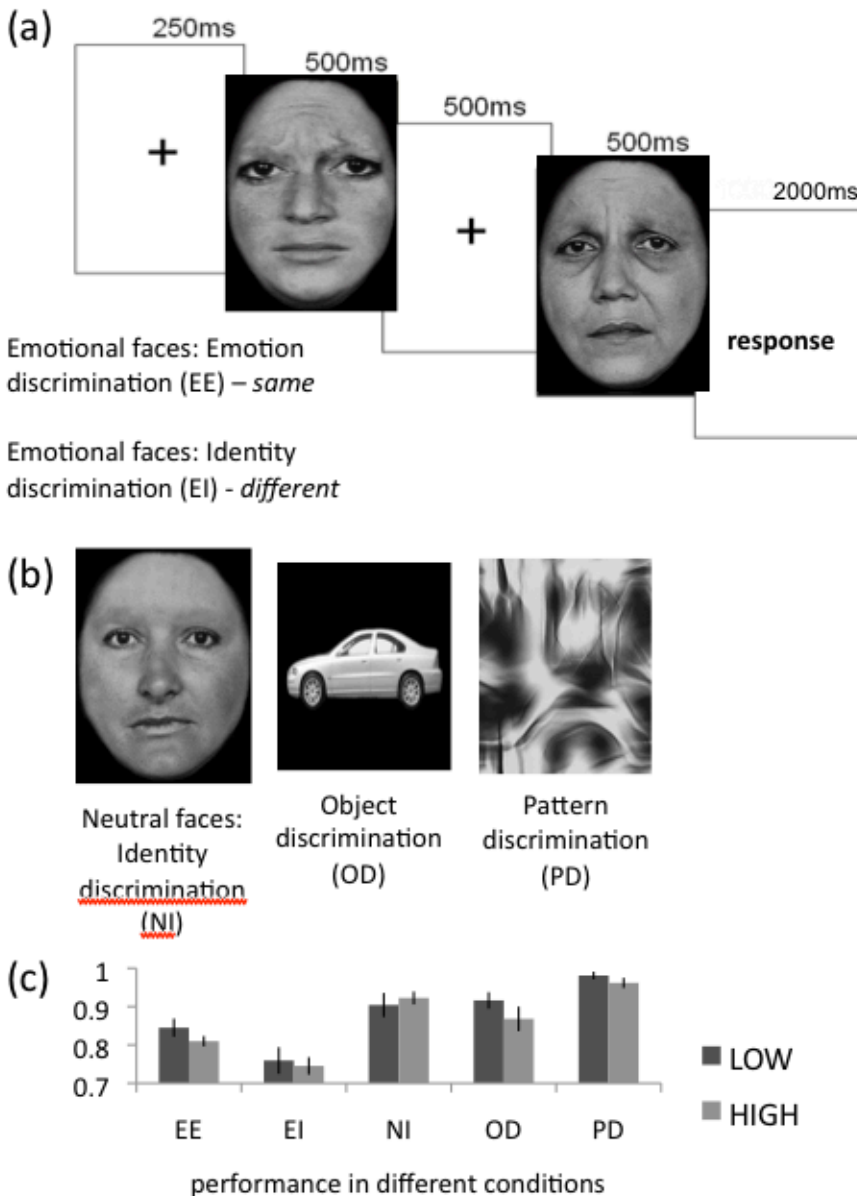 (a)
250ms
500ms
500ms
500ms
2000ms
response
Emotional faces: Emotion
discrimination (EE) – same
Emotional faces: Identity
discrimination (EI) - different
(b)
Neutral faces:
Identity
discrimination
(NI)
Object
discrimination
(OD)
Pattern
discrimination
(PD)
(c)
1
0.9
0.8
0.7
EE EI NI OD PD
LOW
HIGH
performance in different conditions